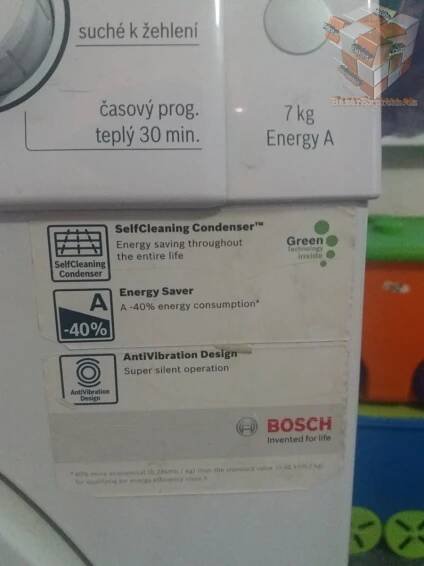 suché k žehlení
časový prog.
teplý 30 min.
7 kg
Energy A
SelfCleaning Condenser™
Energy saving throughout
the entire life
SelfCleaning
Condenser
Green
Technology
inside
Energy Saver
A -40% energy consumption*
A
-40%
AntiVibration Design
Super silent operation
AntiVibration
Design
BOSCH
Invented for life